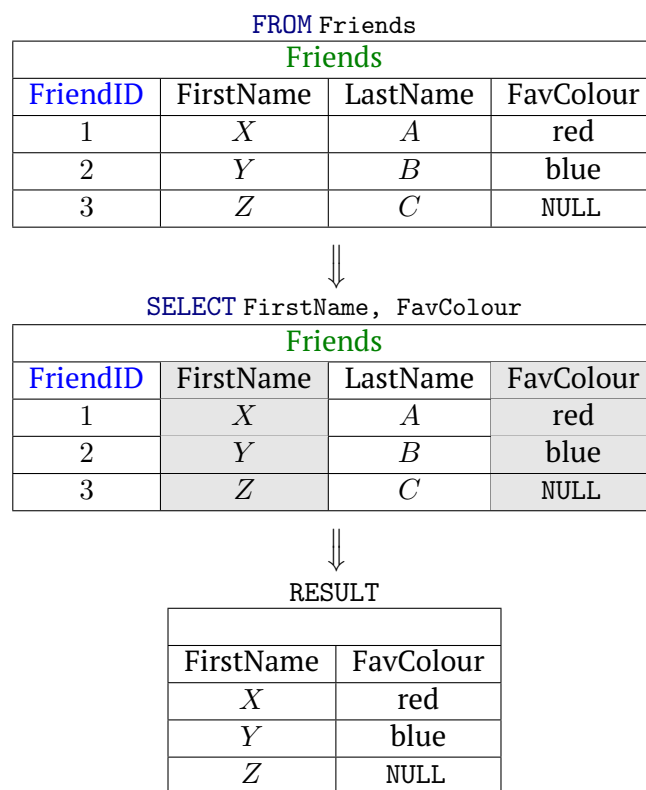 FROM Friends
Friends
FriendID FirstName LastName FavColour
1 X A red
2 Y B blue
3 Z C NULL
⇓
SELECT FirstName, FavColour
Friends
FriendID FirstName LastName FavColour
1 X A red
2 Y B blue
3 Z C NULL
⇓
RESULT
FirstName FavColour
X red
Y blue
Z NULL